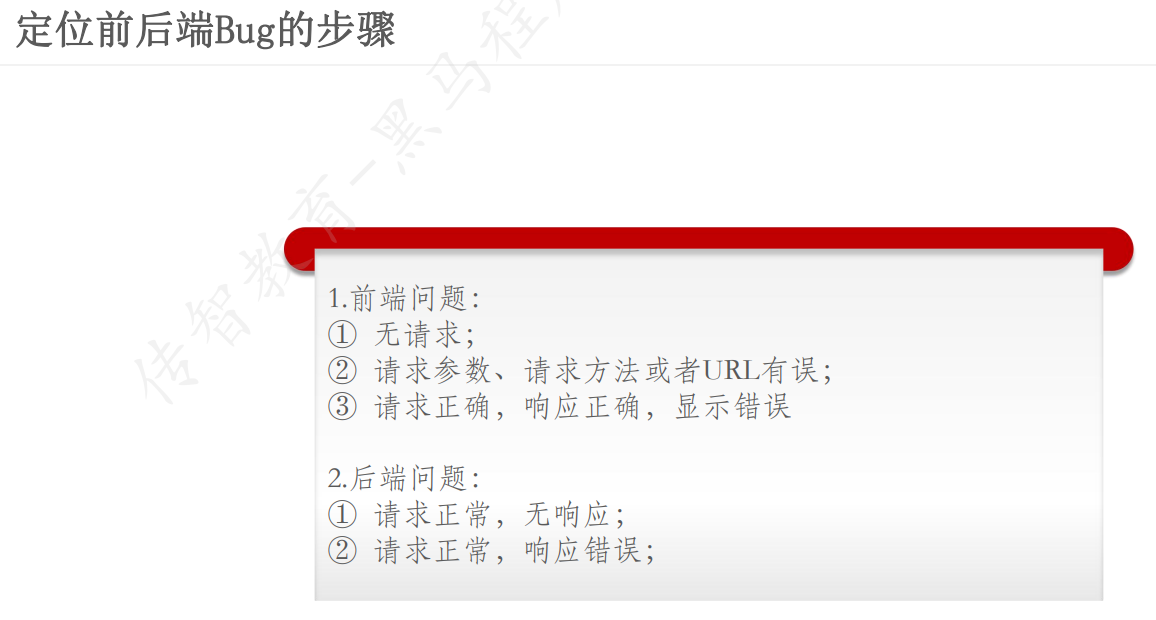 定位前后端Bug的步骤
传智教育-黑马程
1.前端问题：
① 无请求；
② 请求参数、请求方法或者URL有误；
③ 请求正确，响应正确，显示错误
2.后端问题：
① 请求正常，无响应；
② 请求正常，响应错误；